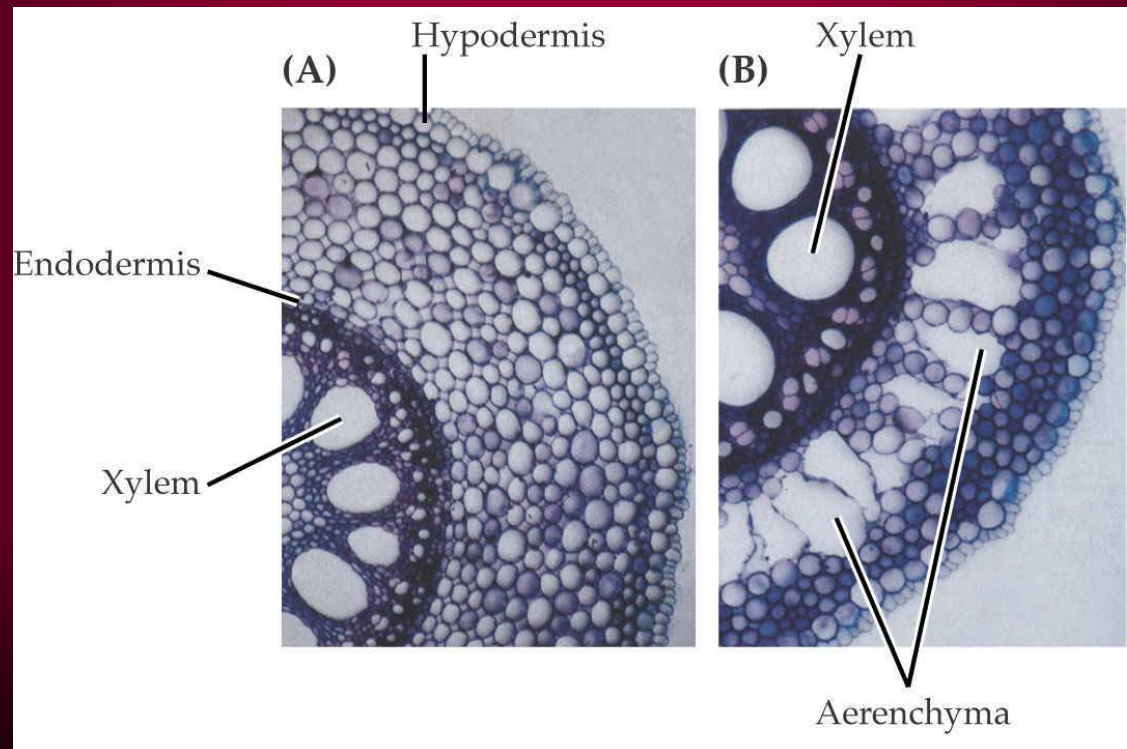 Hypodermis
Xylem
(A)
(B)
Endodermis
Xylem
Aerenchyma